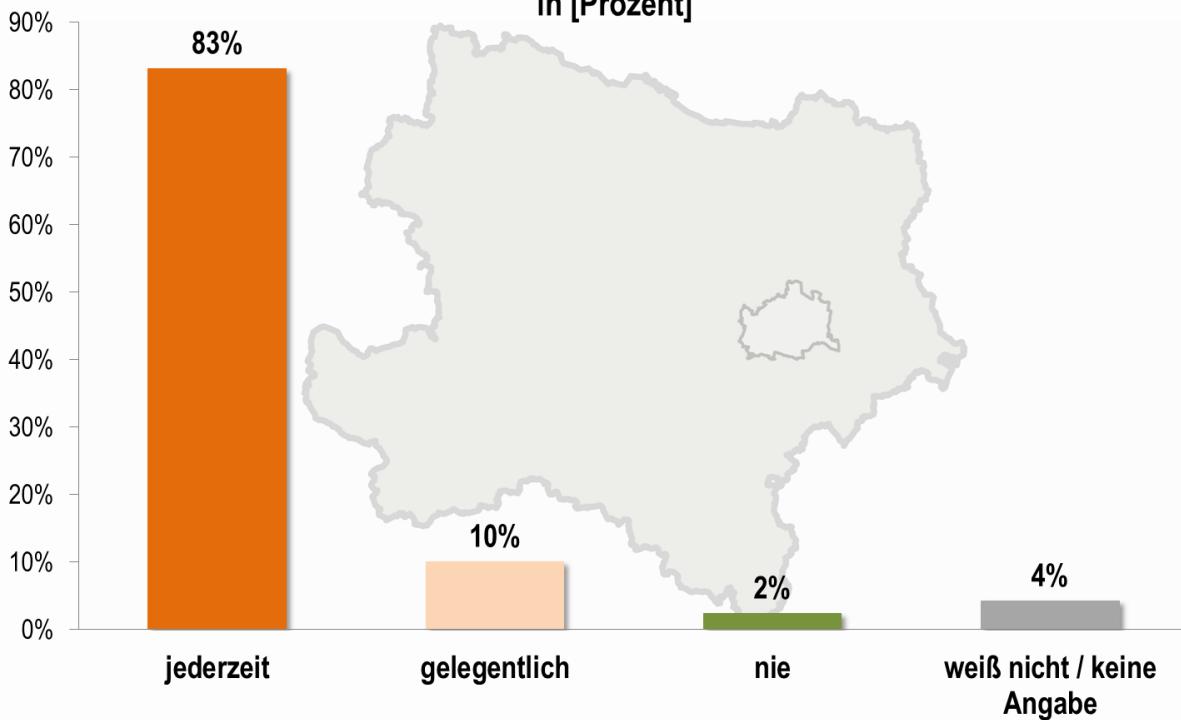 in [Prozent]
90%
80%
70%
60%
50%
40%
30%
20%
10%
0%
83%
10%
2%
4%
jederzeit
gelegentlich
nie
weiß nicht / keine
Angabe